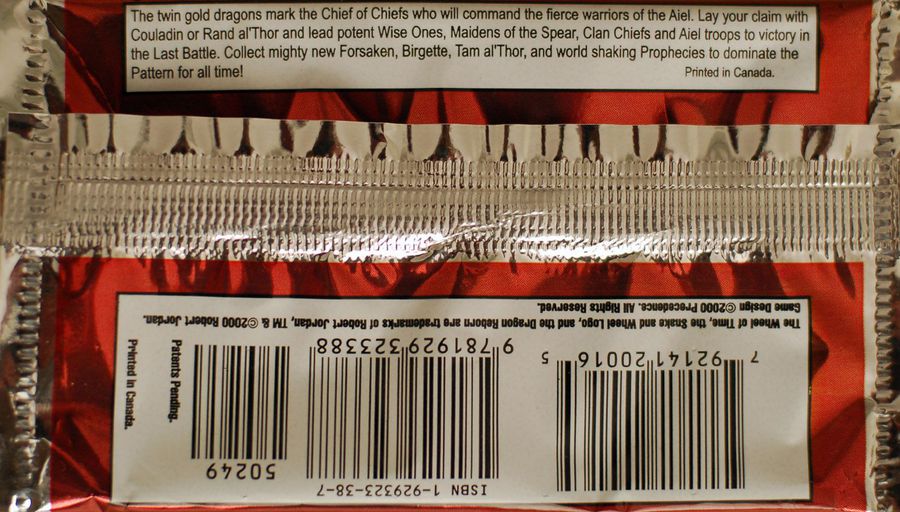 The twin gold dragons mark the Chief of Chiefs who will command the fierce warriors of the Aiel. Lay your claim with
Couladin or Rand al'Thor and lead potent Wise Ones, Maidens of the Spear, Clan Chiefs and Aiel troops to victory in
the Last Battle. Collect mighty new Forsaken, Birgette, Tam al'Thor, and world shaking Prophecies to dominate the
Pattern for all time!
Printed in Canada.
The Wheel of Time, the Snake and Wheel Logo, and the Dragon Reborn are trademarks of Robert Jordan, TM & ©2000 Robert Jordan.
Game Design ©2000 Precedence. All Rights Reserved.
7 92141 20016 5
9 781929 323388
ISBN 1-929323-38-7
50249
Patents Pending.
Printed in Canada.